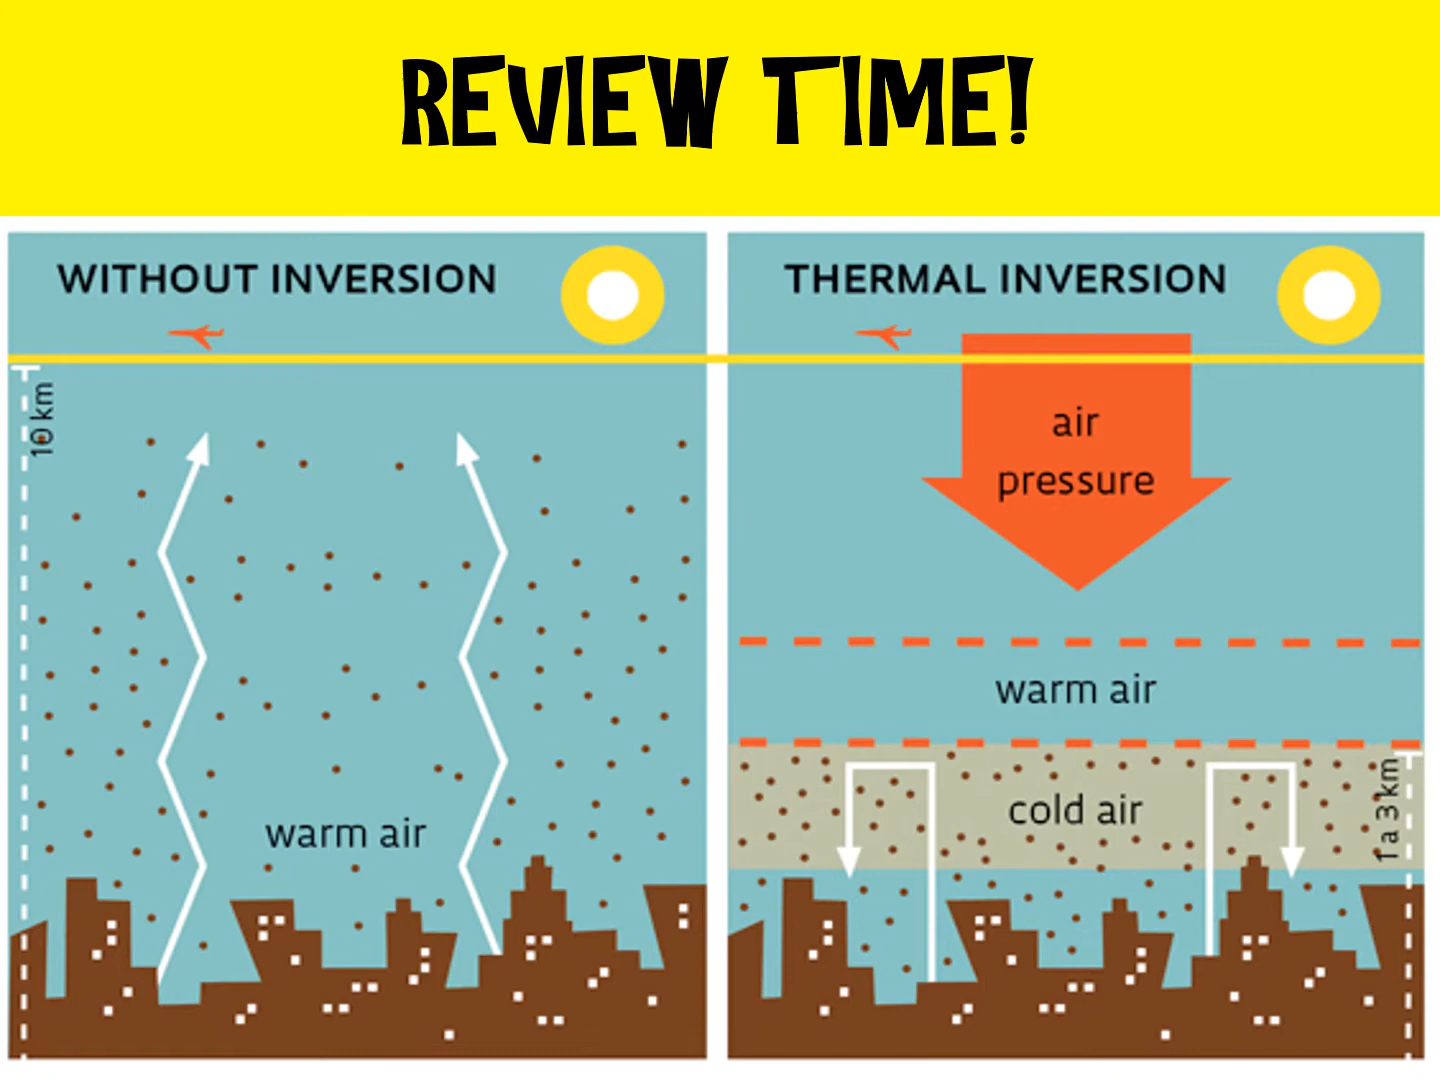 REVIEW TIME!
WITHOUT INVERSION
10 km
warm air
THERMAL INVERSION
air
pressure
warm air
cold air
1 a 3 km